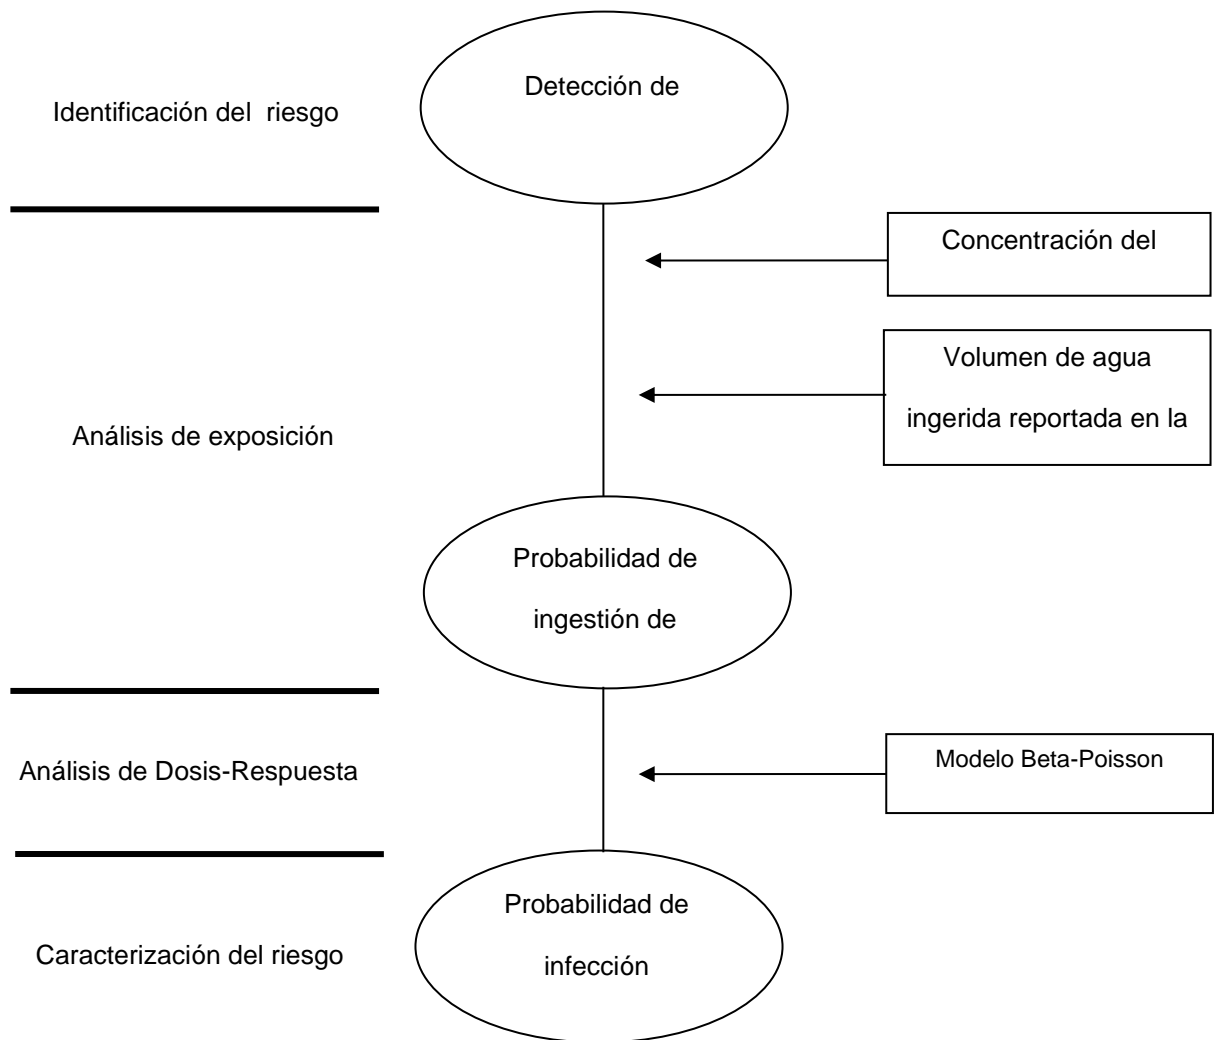 Detección de
Identificación del riesgo
Concentración del
Volumen de agua
ingerida reportada en la
Análisis de exposición
Probabilidad de
ingestión de
Análisis de Dosis-Respuesta
Modelo Beta-Poisson
Probabilidad de
infección
Caracterización del riesgo